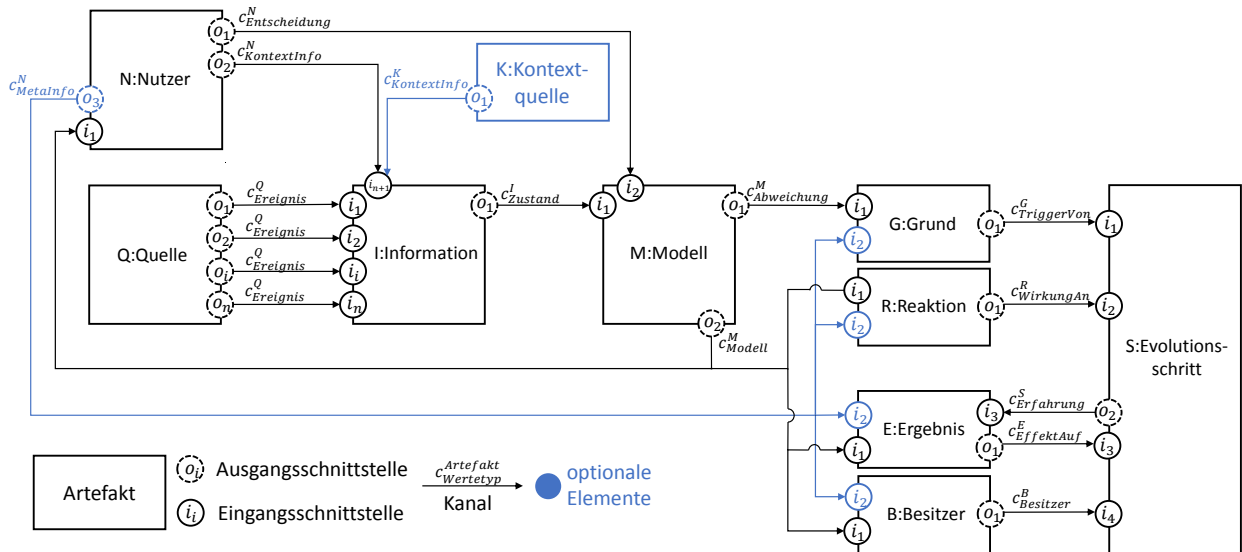 o₁ c^N_Entscheidung
o₂ c^N_KontextInfo
N:Nutzer
c^N_MetaInfo
o₃
i₁
c^K_KontextInfo
o₁
K:Kontext-
quelle
Q:Quelle
o₁ c^Q_Ereignis i₁
o₂ c^Q_Ereignis i₂
o_i c^Q_Ereignis i_i
o_n c^Q_Ereignis i_n
i_{n+1}
I:Information
o₁ c^I_Zustand i₁
i₂
M:Modell
o₁ c^M_Abweichung i₁
o₂
c^M_Modell
i₂
G:Grund
o₁ c^G_TriggerVon i₁
i₁
i₂
R:Reaktion
o₁ c^R_WirkungAn i₂
S:Evolutions-
schritt
i₂
i₁
E:Ergebnis
i₃ c^S_Erfahrung o₂
o₁ c^E_EffektAuf i₃
i₂
i₁
B:Besitzer
o₁ c^B_Besitzer i₄
Artefakt
o_i Ausgangsschnittstelle
i_i Eingangsschnittstelle
c^Artefakt_Wertetyp
Kanal
optionale
Elemente